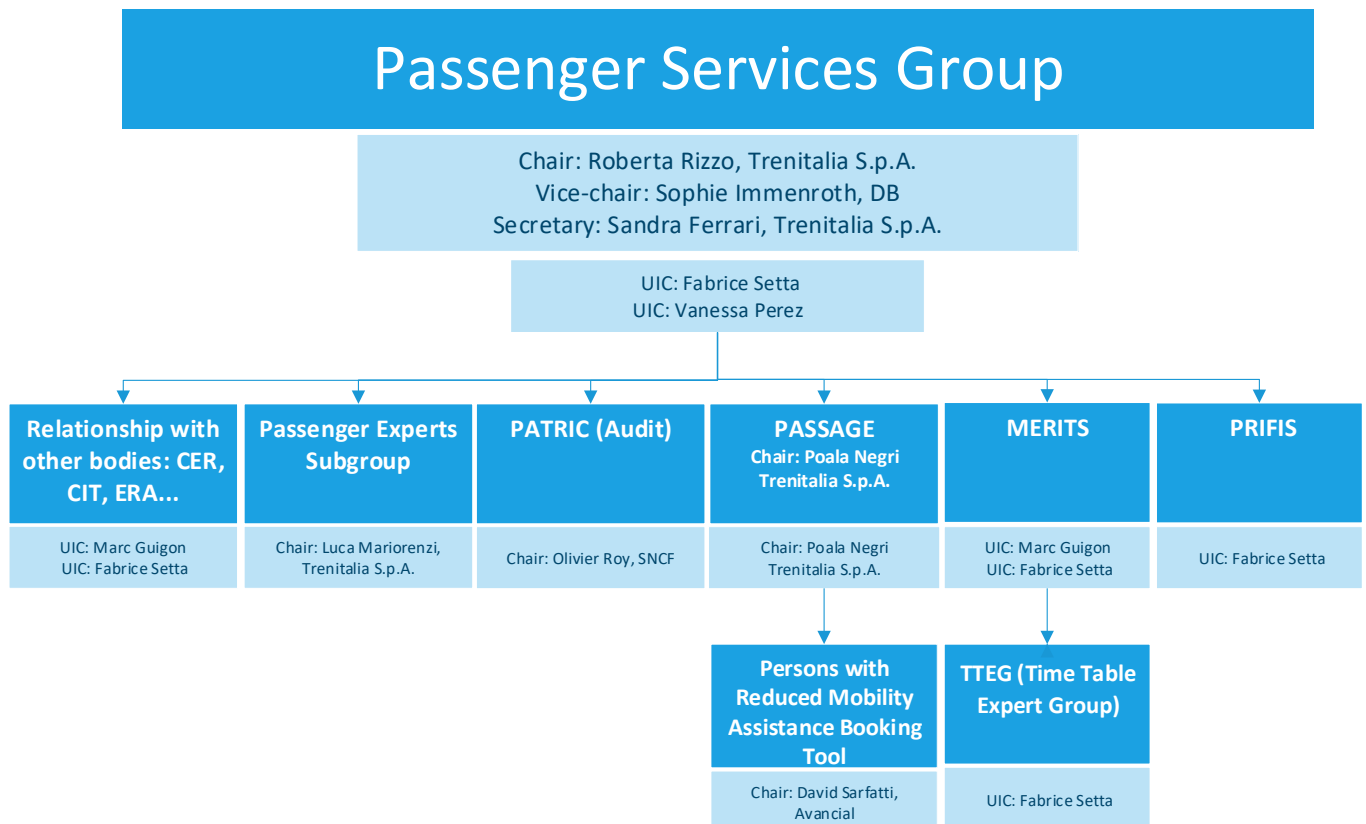 Passenger Services Group
Chair: Roberta Rizzo, Trenitalia S.p.A.
Vice-chair: Sophie Immenroth, DB
Secretary: Sandra Ferrari, Trenitalia S.p.A.
UIC: Fabrice Setta
UIC: Vanessa Perez
Relationship with
other bodies: CER,
CIT, ERA...
UIC: Marc Guigon
UIC: Fabrice Setta
Passenger Experts
Subgroup
Chair: Luca Mariorenzi,
Trenitalia S.p.A.
PATRIC (Audit)
Chair: Olivier Roy, SNCF
PASSAGE
Chair: Poala Negri
Trenitalia S.p.A.
Chair: Poala Negri
Trenitalia S.p.A.
MERITS
UIC: Marc Guigon
UIC: Fabrice Setta
PRIFIS
UIC: Fabrice Setta
Persons with
Reduced Mobility
Assistance Booking
Tool
Chair: David Sarfatti,
Avancial
TTEG (Time Table
Expert Group)
UIC: Fabrice Setta